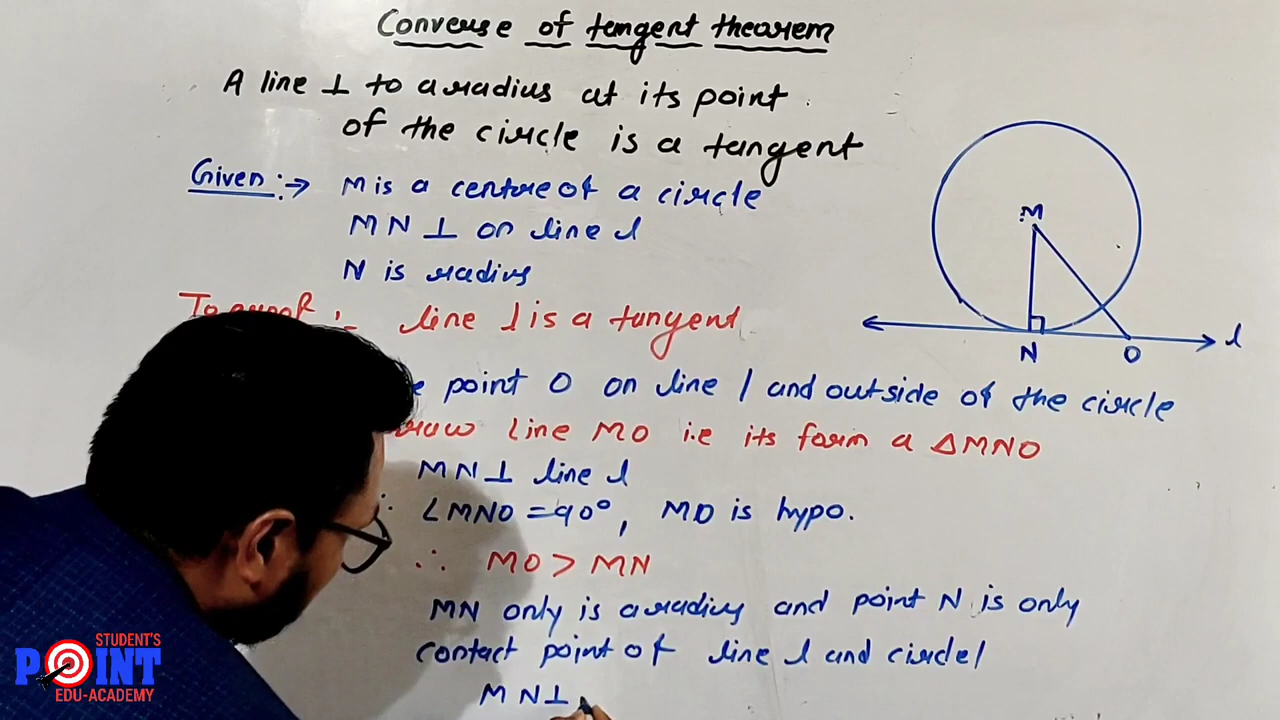 Converse of tangent theorem
A line ⊥ to a radius at its point
of the circle is a tangent
Given :→ M is a centre of a circle
MN ⊥ on line l
N is radius
To :- line l is a tangent
point O on line l and outside of the circle
line MO i.e its form a △MNO
MN ⊥ line l
∠MNO = 90°, MO is hypo.
∴ MO > MN
MN only is a radius and point N is only
contact point of line l and circle l
MN ⊥
M
N
O
l
STUDENT'S
POINT
EDU-ACADEMY